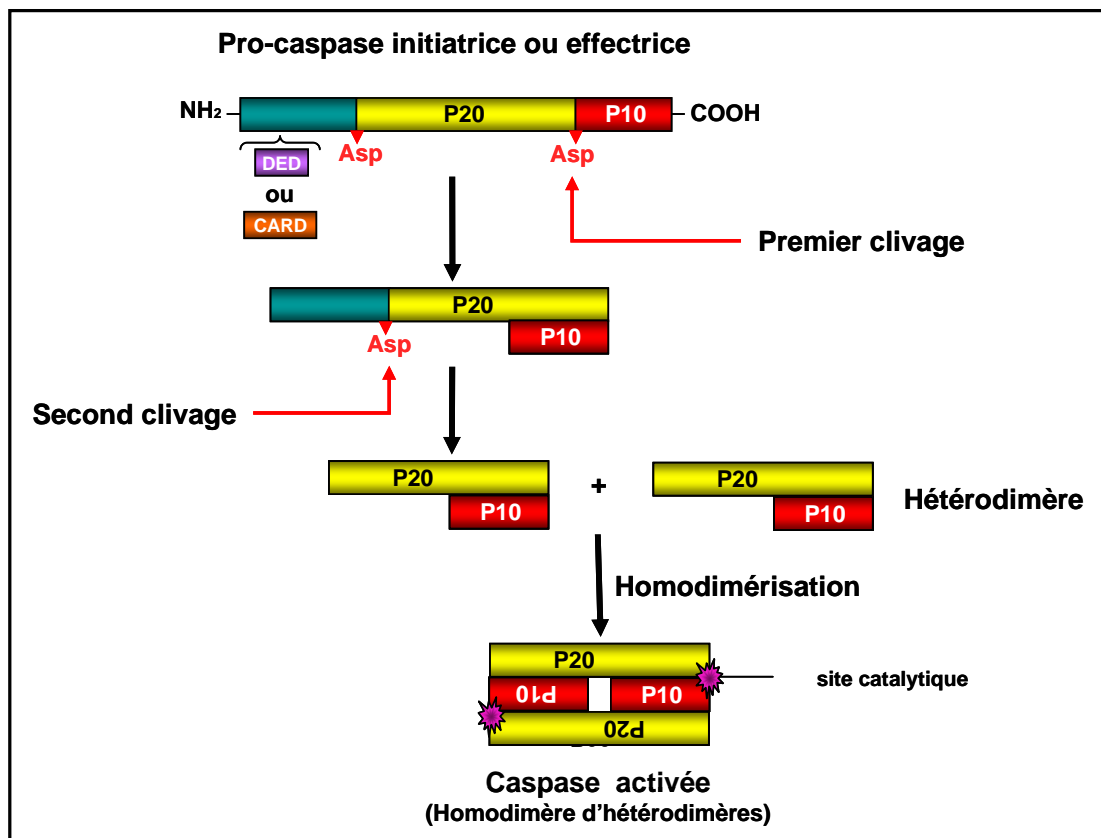 Pro-caspase initiatrice ou effectrice
NH2 P20 P10 COOH
Asp Asp
DED
ou
CARD
Premier clivage
P20
P10
Asp
Second clivage
P20 + P20
P10 P10
Hétérodimère
Homodimérisation
P20
P10 P10
site catalytique
P20
Caspase activée
(Homodimère d'hétérodimères)